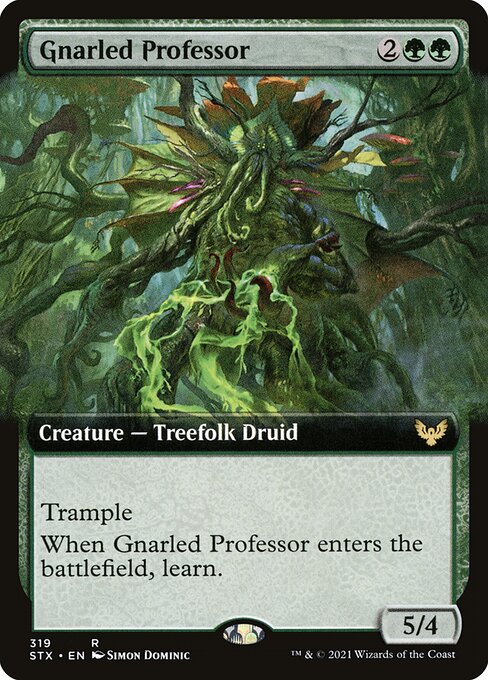 Gnarled Professor 2
Creature — Treefolk Druid
Trample
When Gnarled Professor enters the
battlefield, learn.
5/4
319 R
STX • EN Simon Dominic
™ & © 2021 Wizards of the Coast